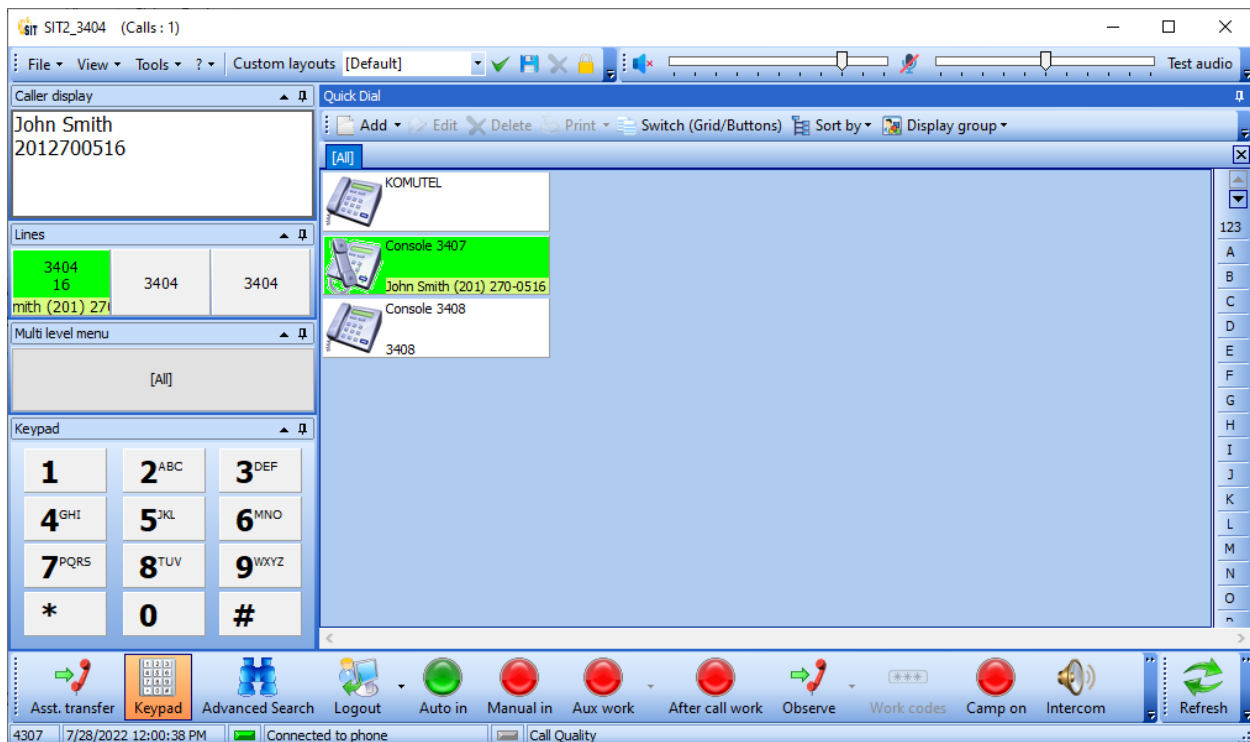 SIT SIT2_3404 (Calls : 1)
File View Tools ? Custom layouts [Default] Test audio
Caller display
John Smith
2012700516
Lines
3404
16
mith (201) 27
3404
3404
Multi level menu
[All]
Keypad
1 2ABC 3DEF
4GHI 5JKL 6MNO
7PQRS 8TUV 9WXYZ
* 0 #
Quick Dial
Add Edit Delete Print Switch (Grid/Buttons) Sort by Display group
[All]
KOMUTEL
Console 3407
John Smith (201) 270-0516
Console 3408
3408
123
A
B
C
D
E
F
G
H
I
J
K
L
M
N
O
Asst. transfer Keypad Advanced Search Logout Auto in Manual in Aux work After call work Observe Work codes Camp on Intercom Refresh
4307 7/28/2022 12:00:38 PM Connected to phone Call Quality